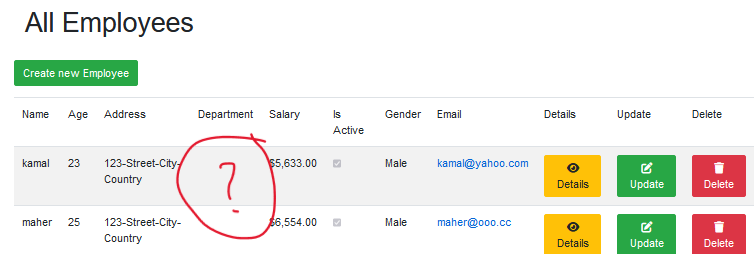 All Employees
Create new Employee
Name Age Address Department Salary Is Active Gender Email Details Update Delete
kamal 23 123-Street-City-Country ? $5,633.00 Male kamal@yahoo.com Details Update Delete
maher 25 123-Street-City-Country $6,554.00 Male maher@ooo.cc Details Update Delete